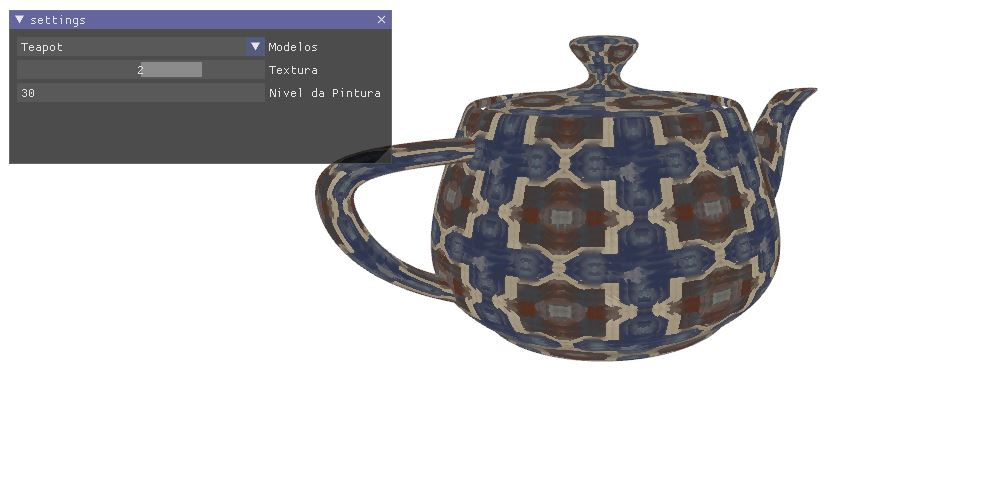 settings
Teapot Modelos
2 Textura
30 Nivel da Pintura